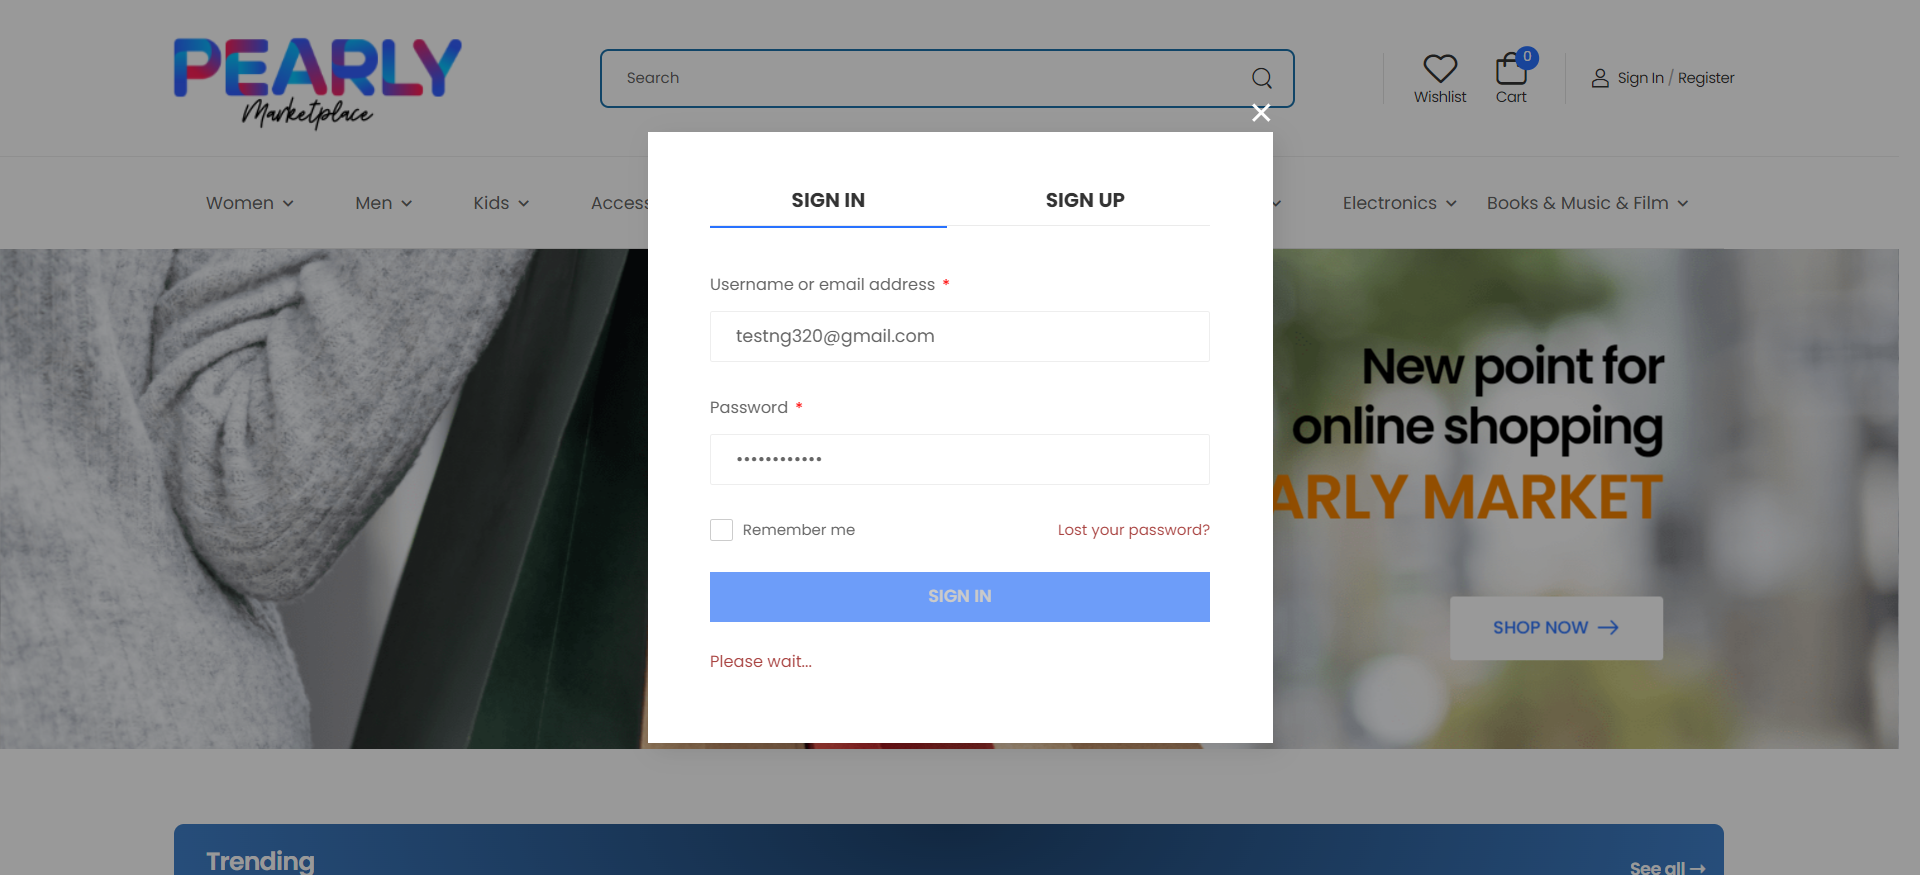 PEARLY
Marketplace
Search
Wishlist
0
Cart
Sign In / Register
Women
Men
Kids
Access
Electronics
Books & Music & Film
SIGN IN
SIGN UP
Username or email address *
testng320@gmail.com
Password *
••••••••••••
Remember me
Lost your password?
SIGN IN
Please wait...
New point for
online shopping
ARLY MARKET
SHOP NOW →
Trending
See all →